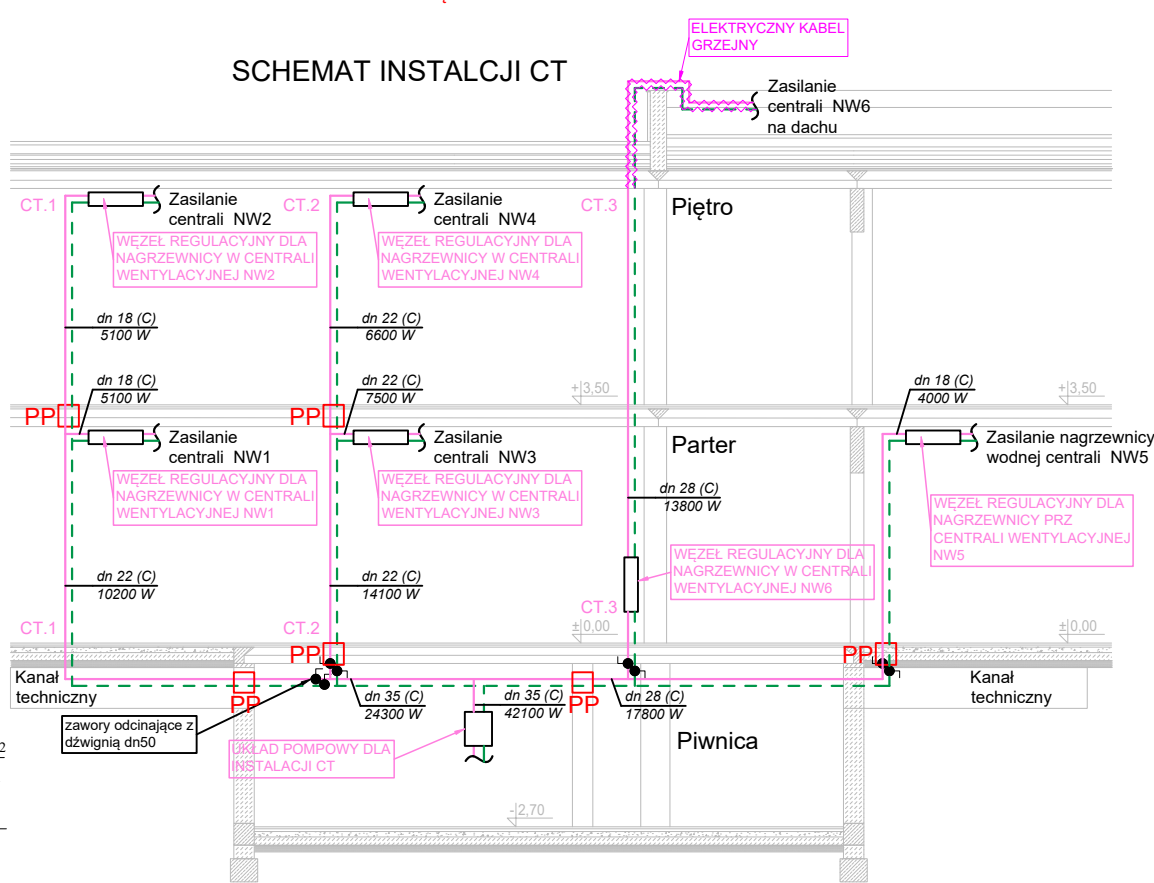 ELEKTRYCZNY KABEL
GRZEJNY
SCHEMAT INSTALCJI CT
Zasilanie
centrali NW6
na dachu
CT.1
Zasilanie
centrali NW2
CT.2
Zasilanie
centrali NW4
CT.3
Piętro
WĘZEŁ REGULACYJNY DLA
NAGRZEWNICY W CENTRALI
WENTYLACYJNEJ NW2
WĘZEŁ REGULACYJNY DLA
NAGRZEWNICY W CENTRALI
WENTYLACYJNEJ NW4
dn 18 (C)
5100 W
dn 22 (C)
6600 W
dn 18 (C)
5100 W
dn 22 (C)
7500 W
+3,50
dn 18 (C)
4000 W
+3,50
PP
PP
Zasilanie
centrali NW1
Zasilanie
centrali NW3
Parter
Zasilanie nagrzewnicy
wodnej centrali NW5
WĘZEŁ REGULACYJNY DLA
NAGRZEWNICY W CENTRALI
WENTYLACYJNEJ NW1
WĘZEŁ REGULACYJNY DLA
NAGRZEWNICY W CENTRALI
WENTYLACYJNEJ NW3
dn 28 (C)
13800 W
WĘZEŁ REGULACYJNY DLA
NAGRZEWNICY PRZ
CENTRALI WENTYLACYJNEJ
NW5
WĘZEŁ REGULACYJNY DLA
NAGRZEWNICY W CENTRALI
WENTYLACYJNEJ NW6
dn 22 (C)
10200 W
dn 22 (C)
14100 W
CT.1
CT.2
CT.3
±0,00
±0,00
PP
PP
Kanał
techniczny
PP
dn 35 (C)
24300 W
dn 35 (C)
42100 W
PP
dn 28 (C)
17800 W
Kanał
techniczny
zawory odcinające z
dźwignią dn50
UKŁAD POMPOWY DLA
INSTALACJI CT
Piwnica
2
-2,70